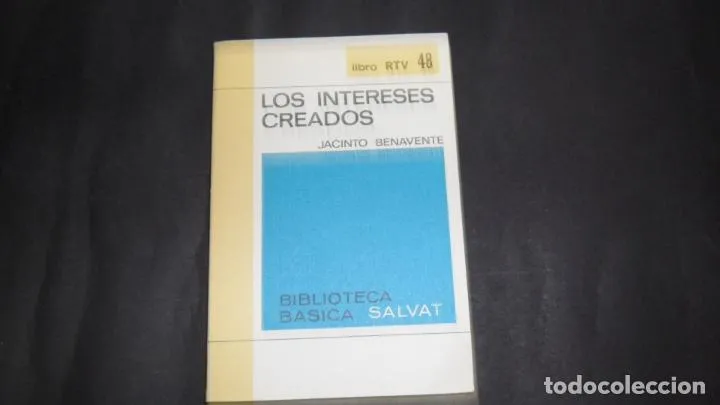 libro RTV 48
LOS INTERESES
CREADOS
JACINTO BENAVENTE
BIBLIOTECA
BASICA SALVAT
todocoleccion